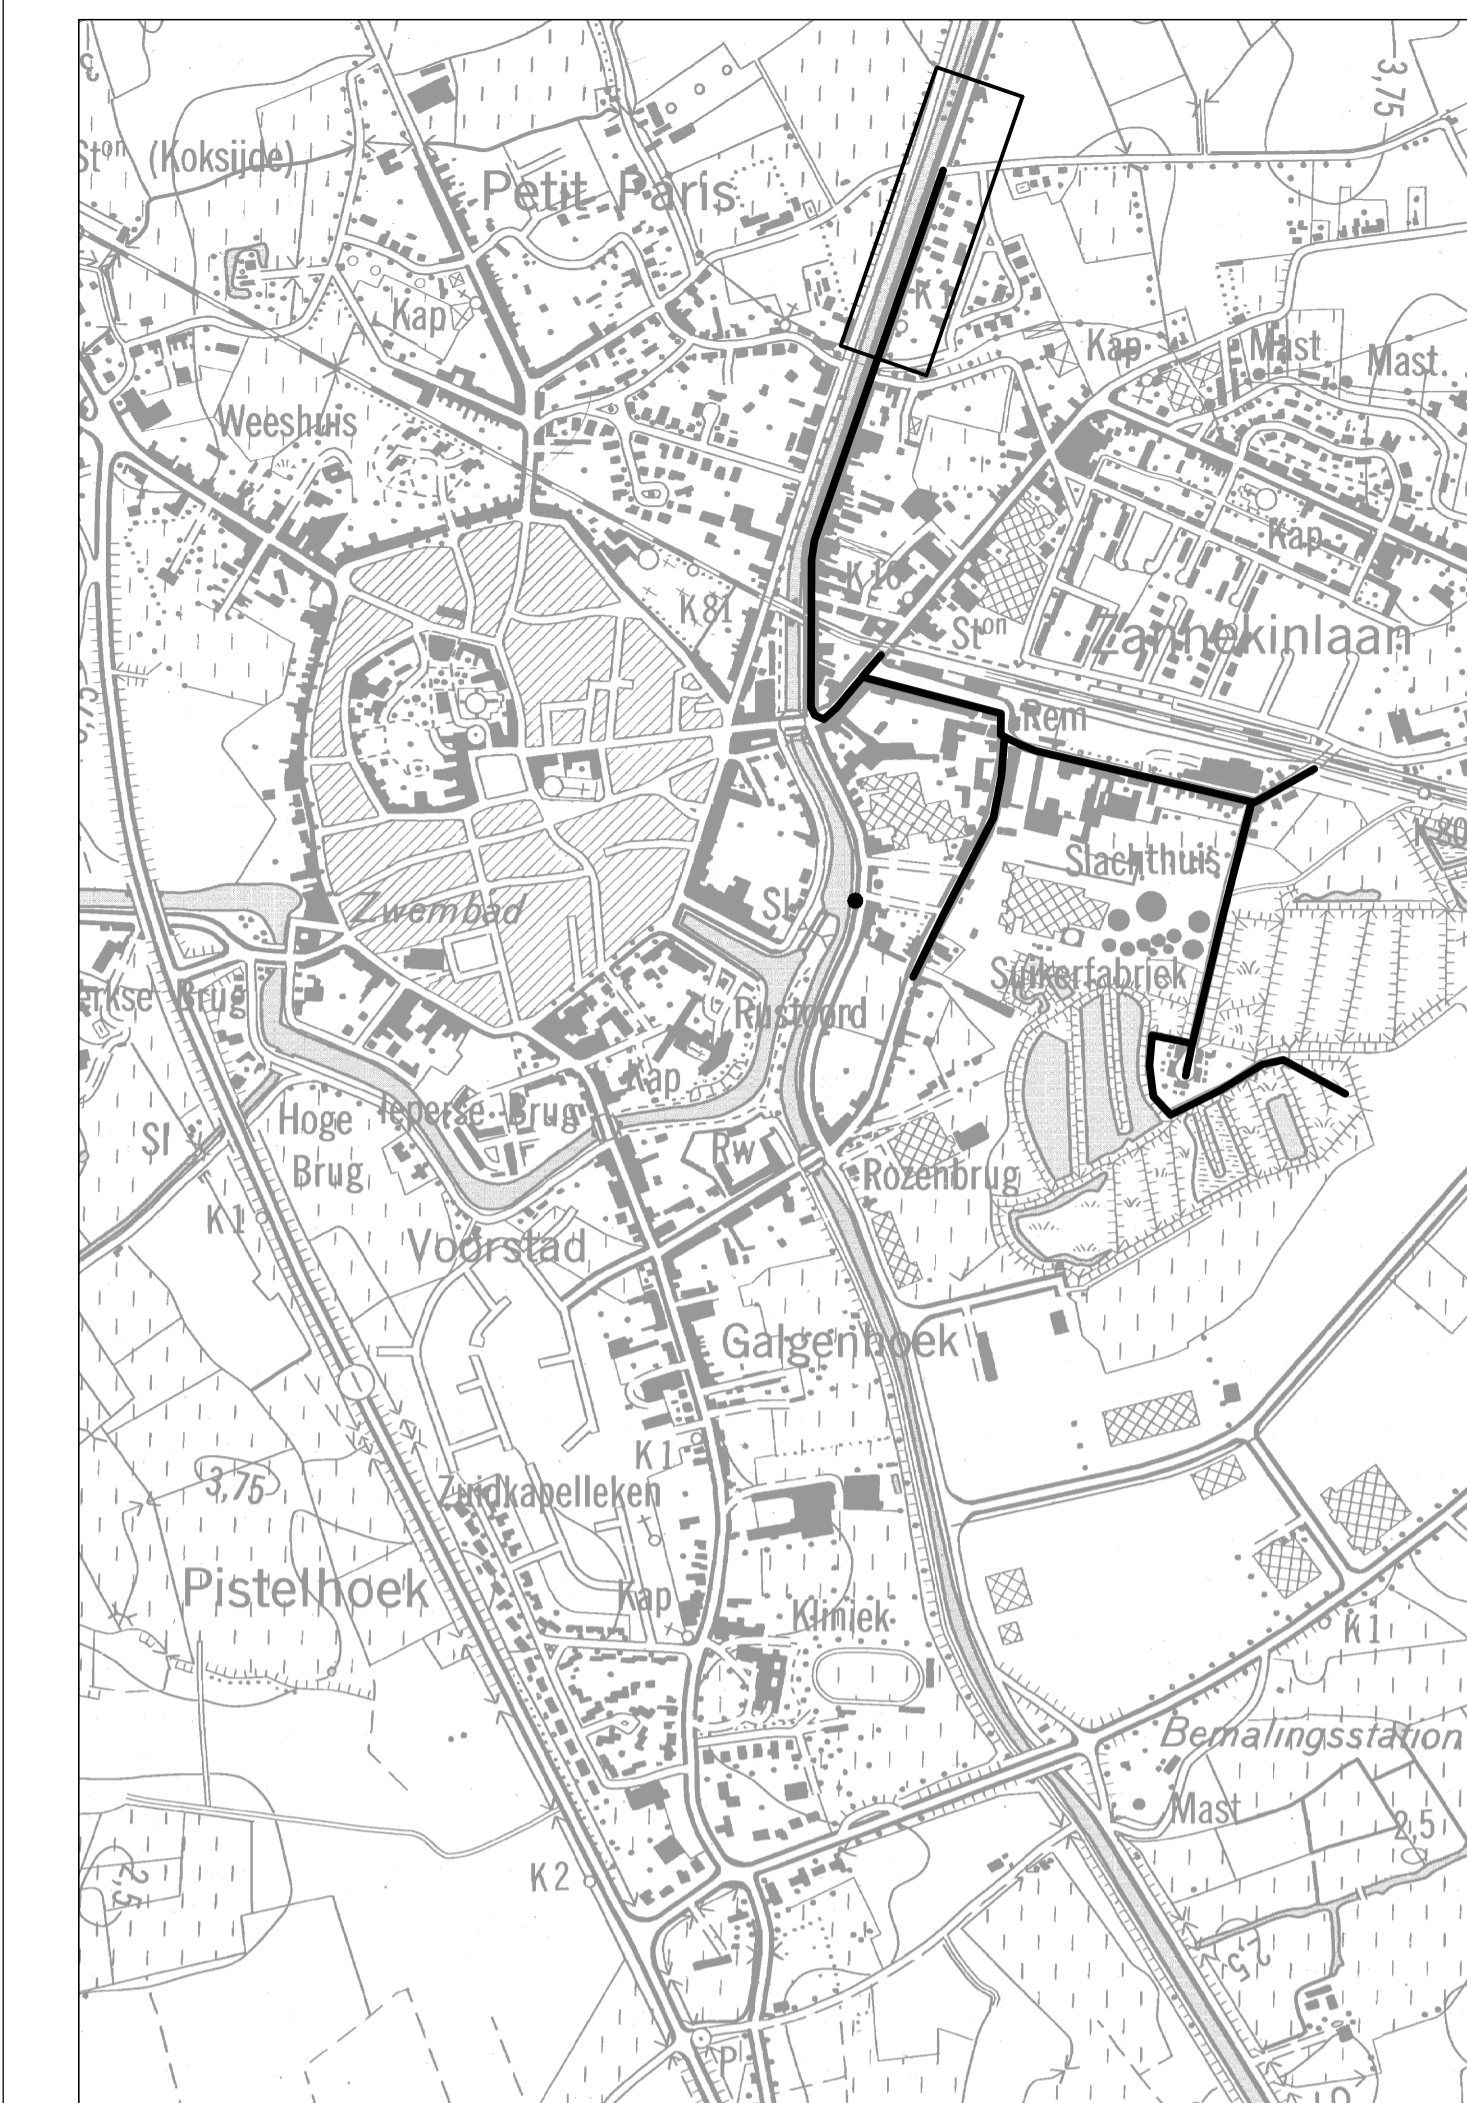 3,75
Stᵒⁿ (Koksijde)
Petit Paris
Kap
K1
Kap
Mast
Mast.
Weeshuis
Kap
K16
K81
Stᵒⁿ
Zannekinlaan
Rem
K80
Slachthuis
Zwembad
Sl
Suikerfabriek
erkse Brug
Rustoord
Kap
Hoge
Brug
Ieperse Brug
Sl
Rw
Rozenbrug
K1
Voorstad
Galgenhoek
K1
3,75
Zuidkapelleken
Pistelhoek
Kap
Kliniek
K1
Bemalingsstation
Mast
2,5
K2
2,5
2,5
P